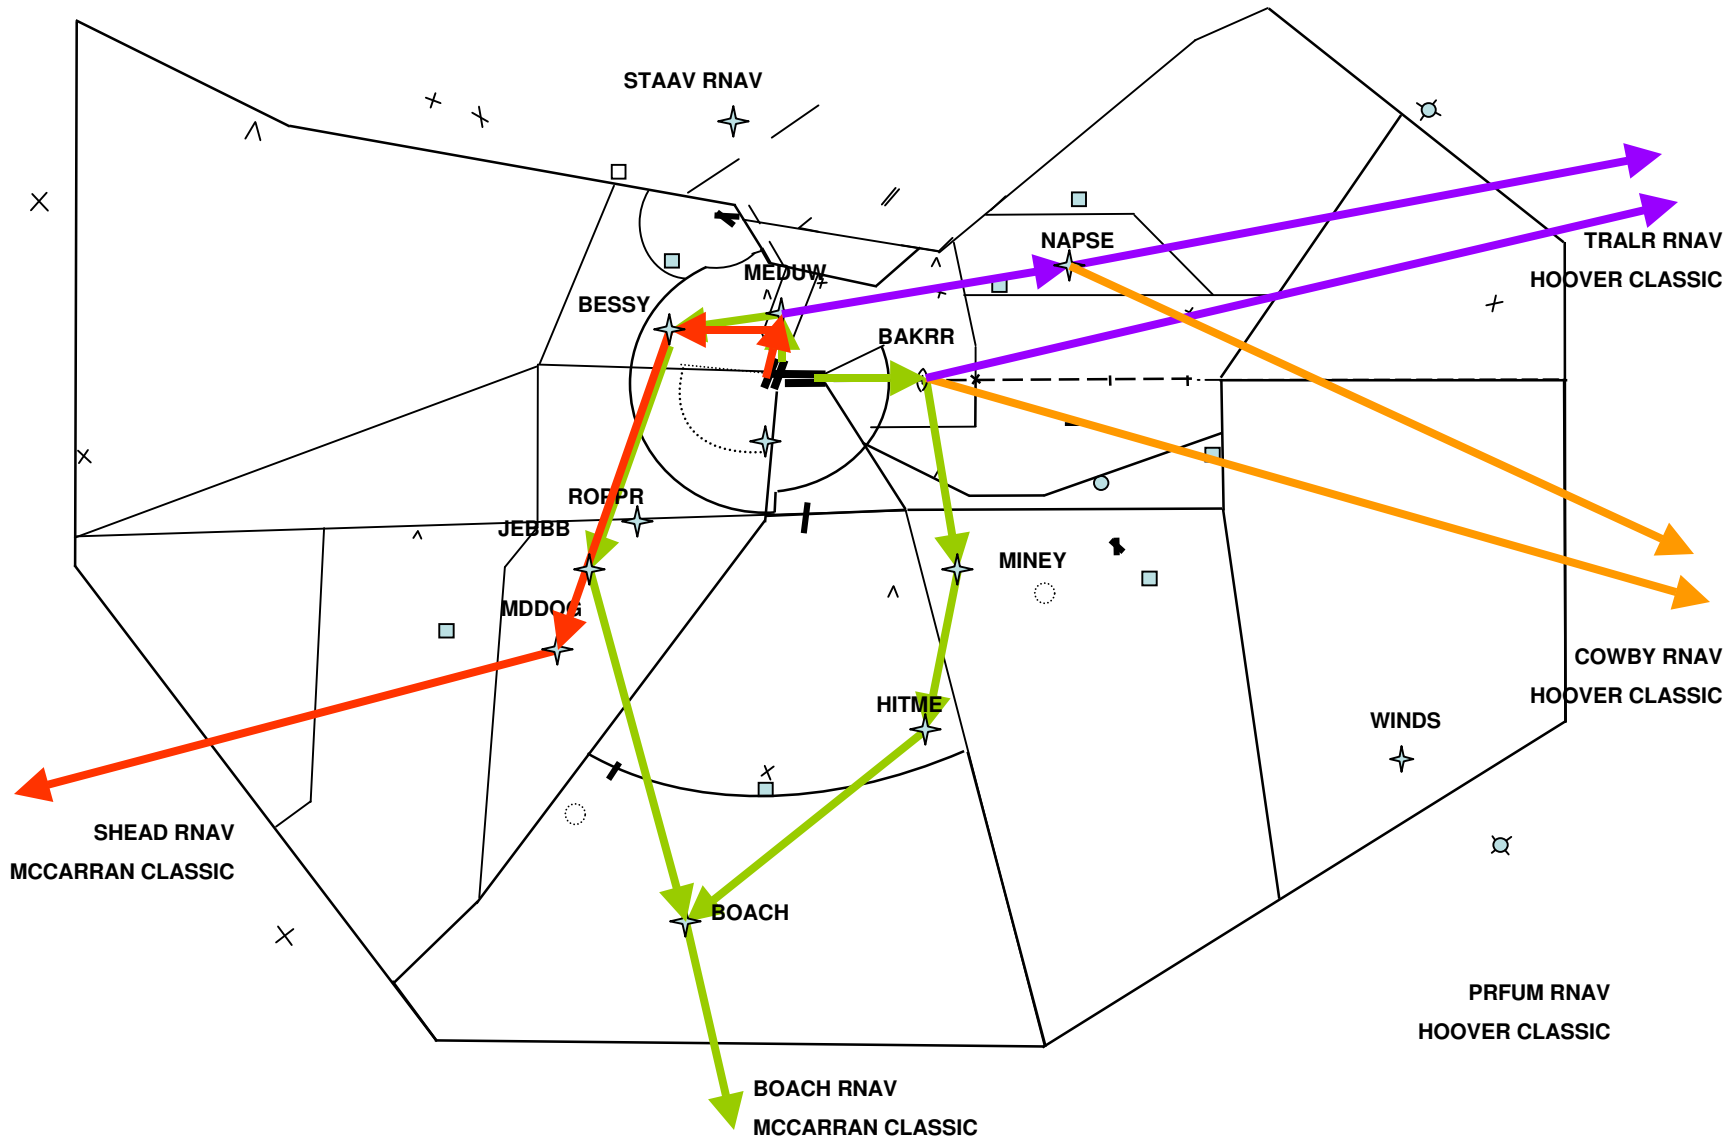 STAAV RNAV
NAPSE
TRALR RNAV
HOOVER CLASSIC
MEDUW
BESSY
BAKRR
ROPPR
JEBBB
MINEY
MDDOG
COWBY RNAV
HOOVER CLASSIC
HITME
WINDS
SHEAD RNAV
MCCARRAN CLASSIC
BOACH
PRFUM RNAV
HOOVER CLASSIC
BOACH RNAV
MCCARRAN CLASSIC